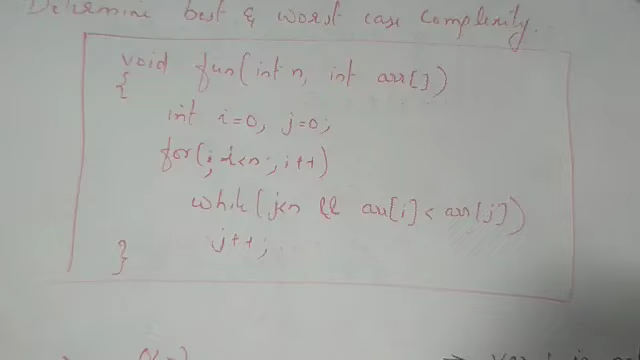 Determine best & worst case complexity.
void fun(int n, int arr[])
{
int i=0, j=0;
for(; i<n; i++)
while(j<n && arr[i]<arr[j])
j++;
}